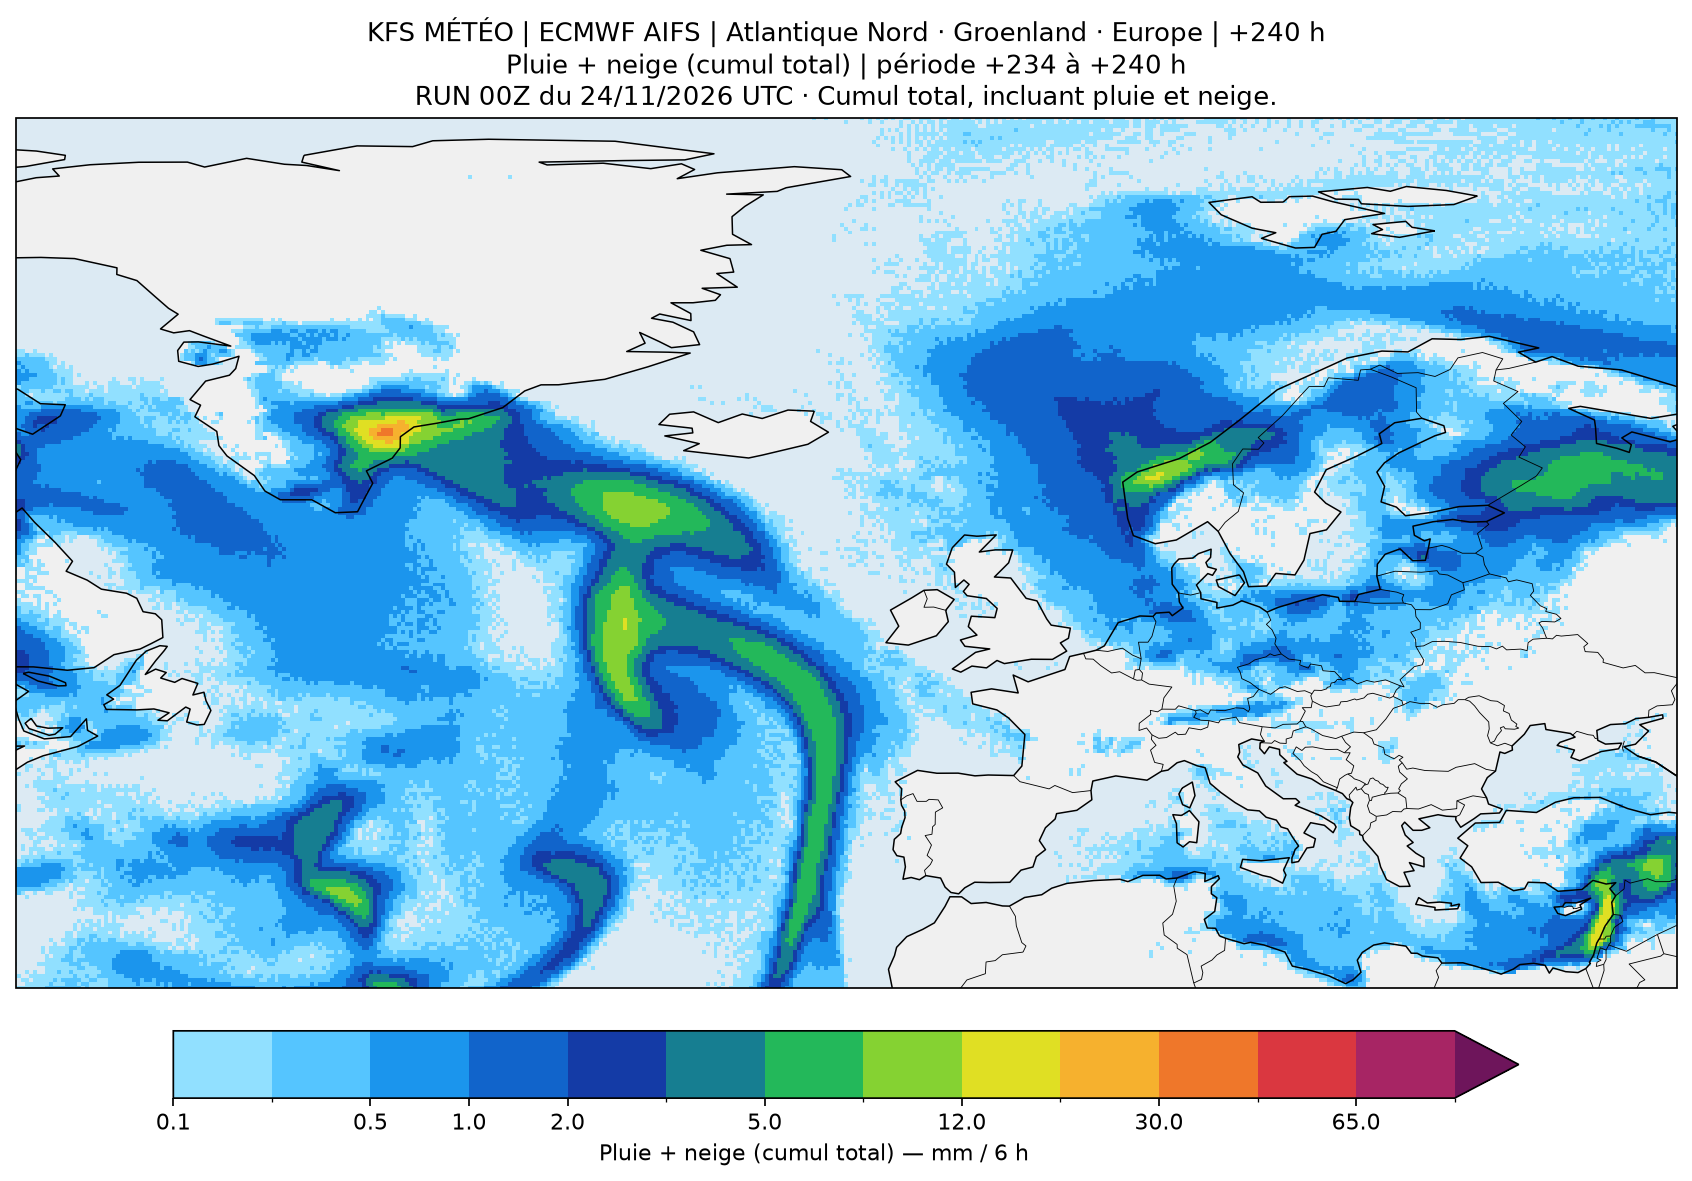 KFS MÉTÉO | ECMWF AIFS | Atlantique Nord · Groenland · Europe | +240 h
Pluie + neige (cumul total) | période +234 à +240 h
RUN 00Z du 24/11/2026 UTC · Cumul total, incluant pluie et neige.
0.1 0.5 1.0 2.0 5.0 12.0 30.0 65.0
Pluie + neige (cumul total) — mm / 6 h